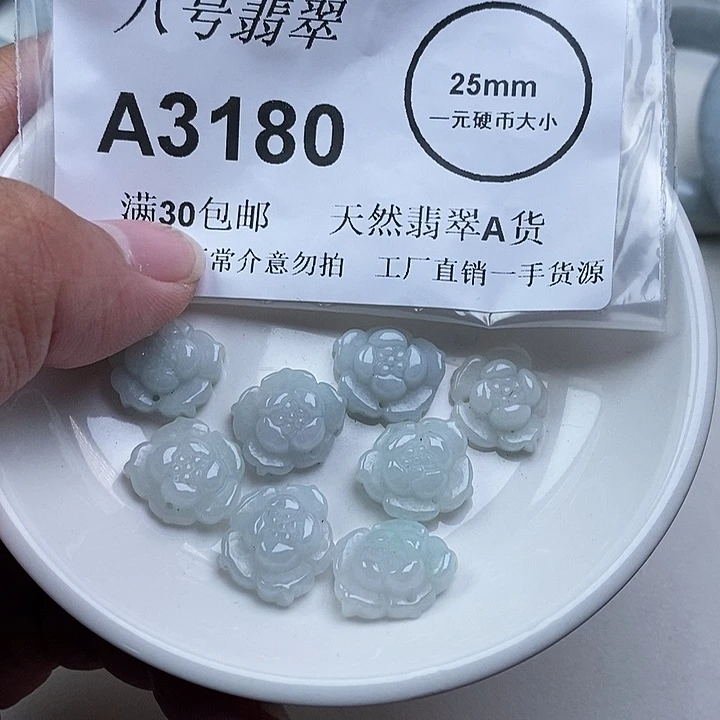 八号翡翠
A3180
25mm
一元硬币大小
满30包邮 天然翡翠A货
常介意勿拍 工厂直销一手货源